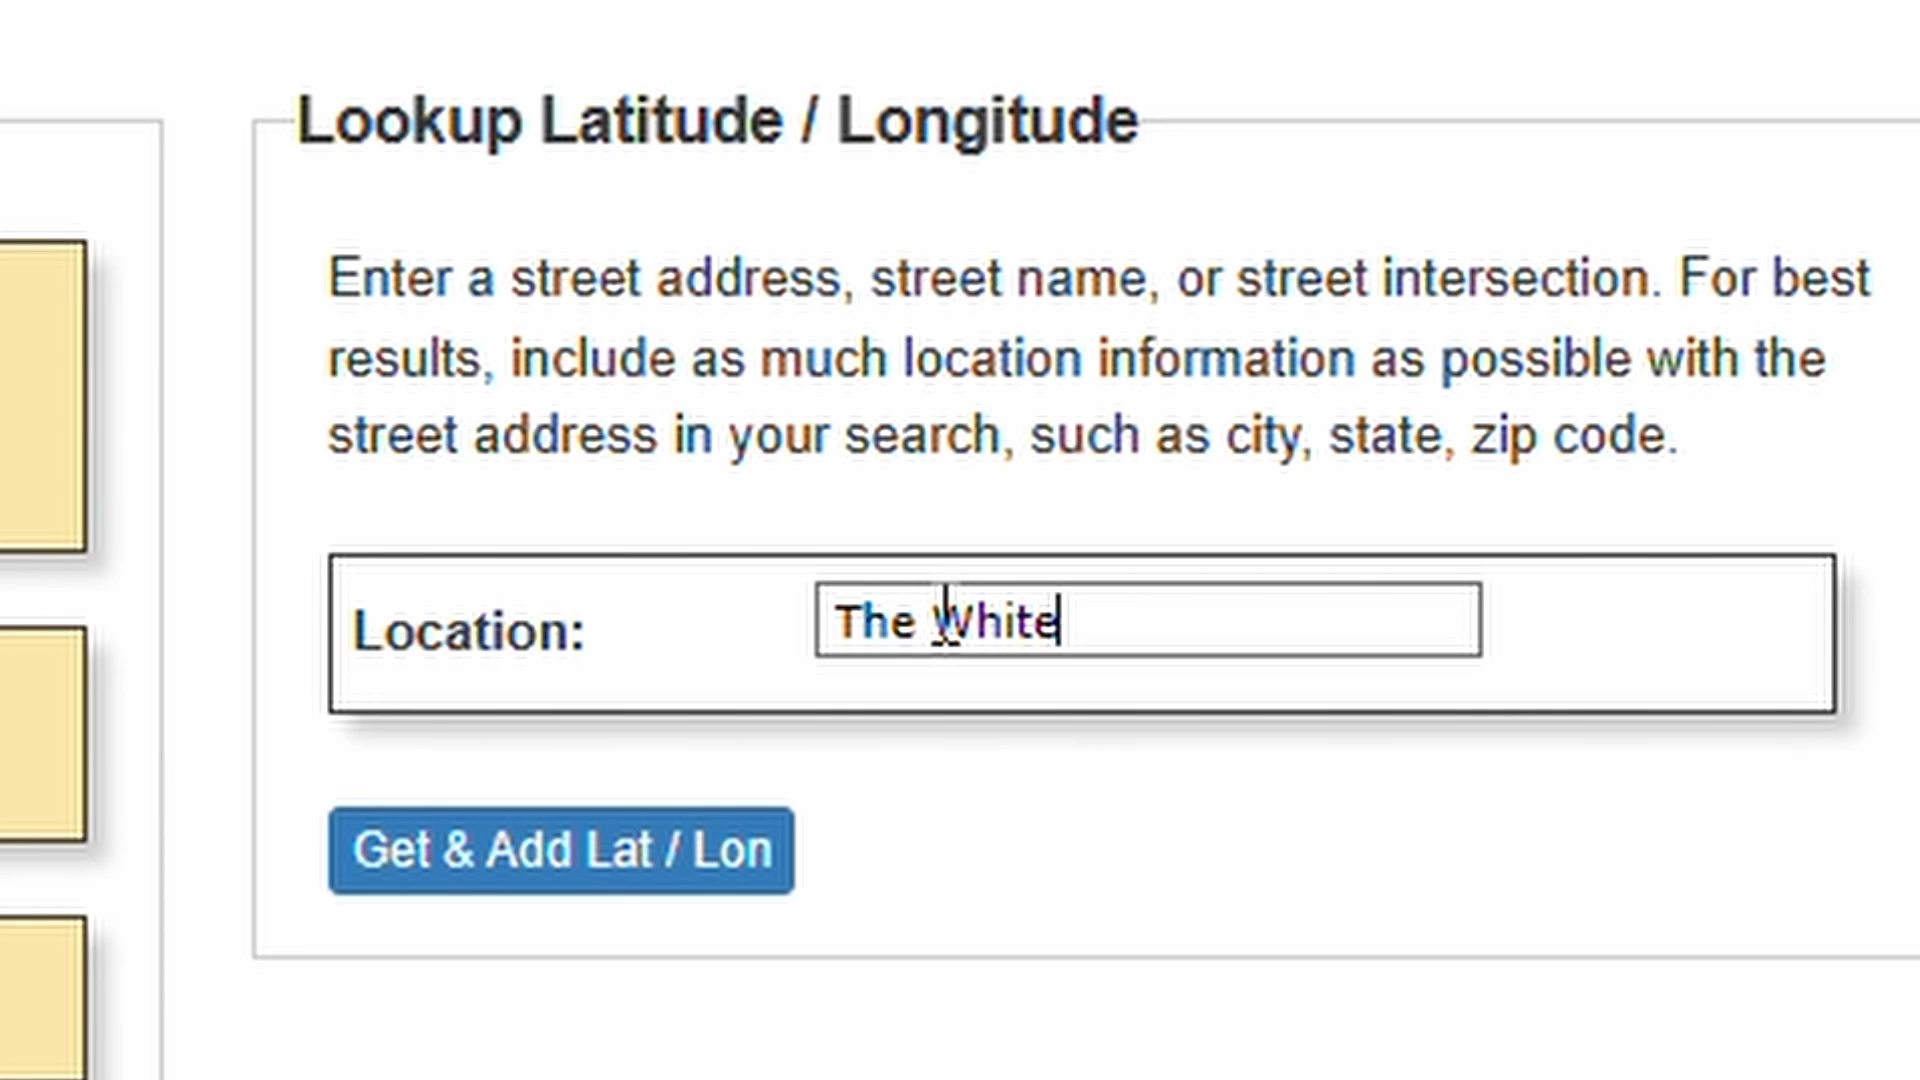 Lookup Latitude / Longitude
Enter a street address, street name, or street intersection. For best
results, include as much location information as possible with the
street address in your search, such as city, state, zip code.
Location: The White
Get & Add Lat / Lon